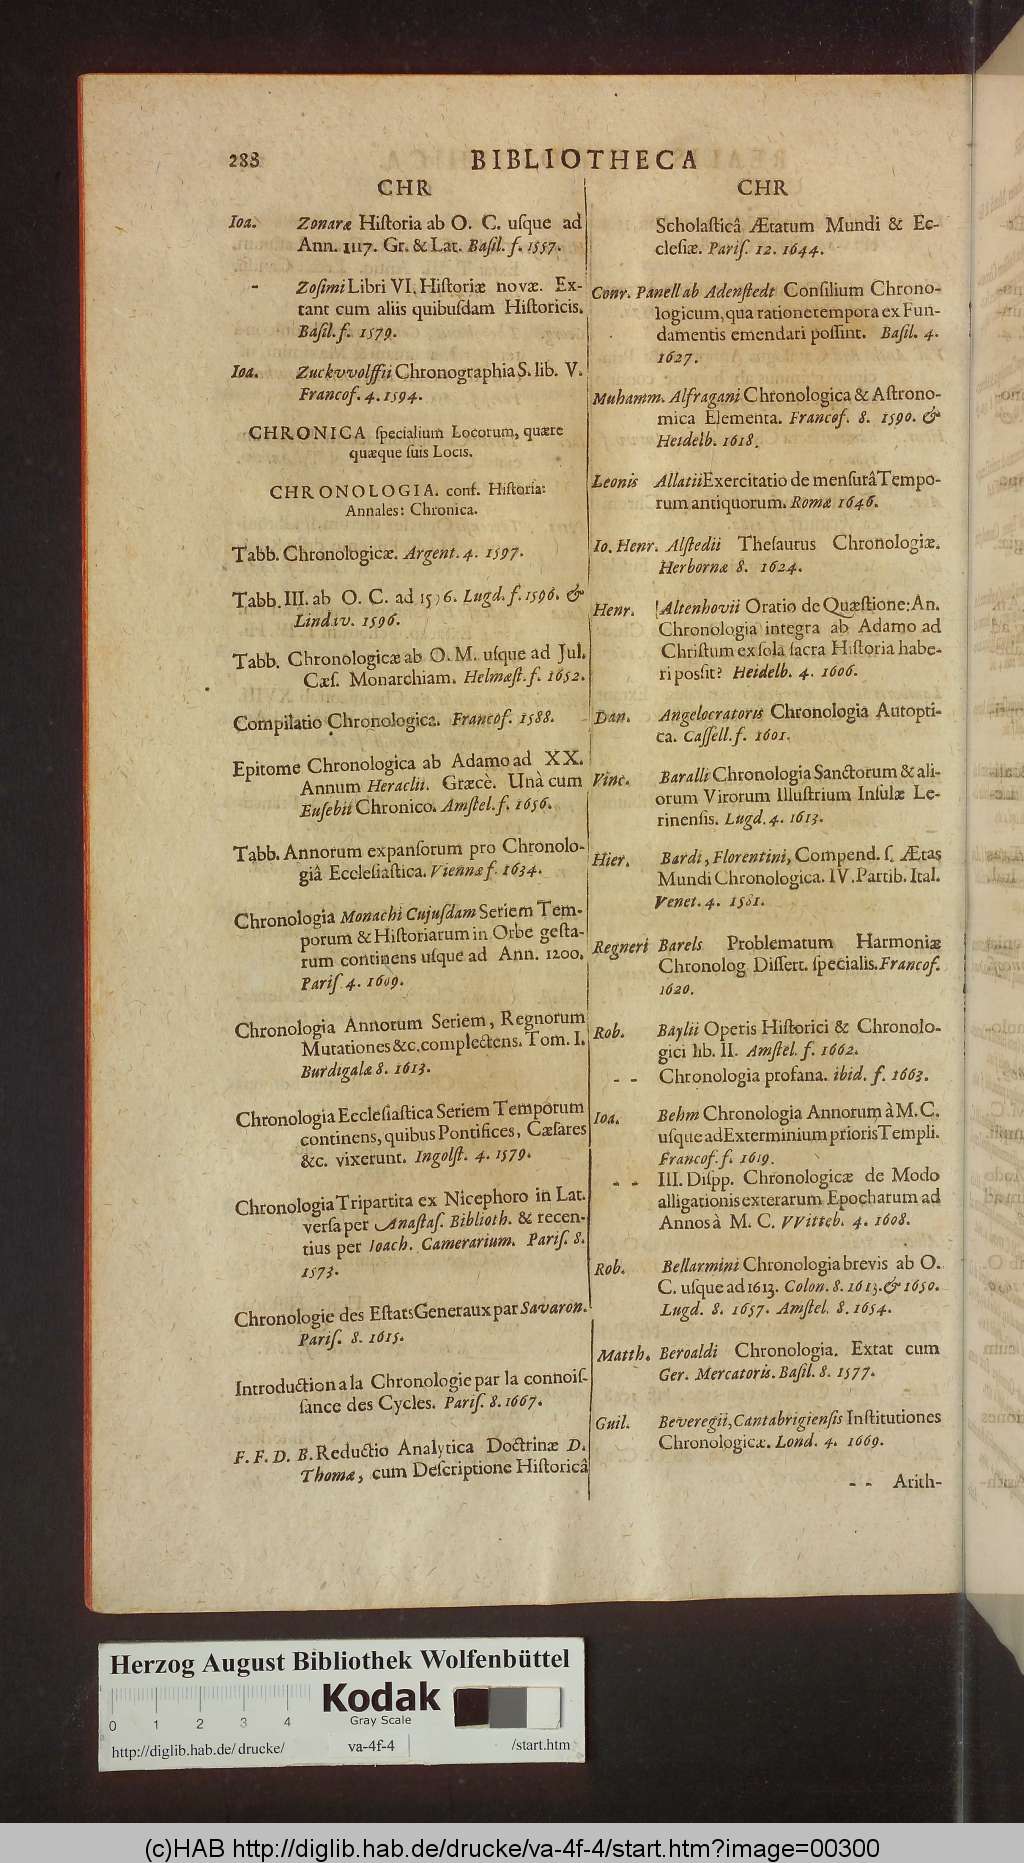 288 BIBLIOTHECA
CHR
Ioa. Zonaræ Hiſtoria ab O. C. uſque ad
Ann. 1117. Gr. & Lat. Baſil. f. 1557.
- Zoſimi Libri VI. Hiſtoriæ novæ. Ex-
tant cum aliis quibuſdam Hiſtoricis.
Baſil. f. 1579.
Ioa. Zuckvvolffii Chronographia S. lib. V.
Francof. 4. 1594.
CHRONICA ſpecialium Locorum, quære
quæque ſuis Locis.
CHRONOLOGIA. conf. Hiſtoria:
Annales: Chronica.
Tabb. Chronologicæ. Argent. 4. 1597.
Tabb. III. ab O. C. ad 1596. Lugd. f. 1596. &
Lindav. 1596.
Tabb. Chronologicæ ab O. M. uſque ad Jul.
Cæſ. Monarchiam. Helmæſt. f. 1652.
Compilatio Chronologica. Francof. 1588.
Epitome Chronologica ab Adamo ad XX.
Annum Heraclii. Græcè. Unà cum
Euſebii Chronico. Amſtel. f. 1656.
Tabb. Annorum expanſorum pro Chronolo-
giâ Eccleſiaſtica. Viennæ f. 1634.
Chronologia Monachi Cujuſdam Seriem Tem-
porum & Hiſtoriarum in Orbe geſta-
rum continens uſque ad Ann. 1200.
Pariſ. 4. 1609.
Chronologia Annorum Seriem, Regnorum
Mutationes &c. complectens. Tom. I.
Burdigalæ 8. 1613.
Chronologia Eccleſiaſtica Seriem Temporum
continens, quibus Pontifices, Cæſares
&c. vixerunt. Ingolſt. 4. 1579.
Chronologia Tripartita ex Nicephoro in Lat.
verſa per Anaſtaſ. Biblioth. & recen-
tius per Ioach. Camerarium. Pariſ. 8.
1573.
Chronologie des Eſtats Generaux par Savaron.
Pariſ. 8. 1615.
Introduction a la Chronologie par la connoiſ-
ſance des Cycles. Pariſ. 8. 1667.
F. F. D. B. Reductio Analytica Doctrinæ D.
Thomæ, cum Deſcriptione Hiſtoricâ
CHR
Scholaſticâ Ætatum Mundi & Ec-
cleſiæ. Pariſ. 12. 1644.
Conr. Panell ab Adenſtedt Conſilium Chrono-
logicum, qua ratione tempora ex Fun-
damentis emendari poſſint. Baſil. 4.
1627.
Muhamm. Alfragani Chronologica & Aſtrono-
mica Elementa. Francof. 8. 1590. &
Heidelb. 1618.
Leonis Allatii Exercitatio de menſurâ Tempo-
rum antiquorum. Romæ 1646.
Io. Henr. Alſtedii Theſaurus Chronologiæ.
Herbornæ 8. 1624.
Henr. Altenhovii Oratio de Quæſtione: An.
Chronologia integra ab Adamo ad
Chriſtum ex ſola ſacra Hiſtoria habe-
ri poſſit? Heidelb. 4. 1606.
Dan. Angelocratoris Chronologia Autopti-
ca. Caſſell. f. 1601.
Vinc. Baralli Chronologia Sanctorum & ali-
orum Virorum Illuſtrium Inſulæ Le-
rinenſis. Lugd. 4. 1613.
Hier. Bardi, Florentini, Compend. ſ. Ætas
Mundi Chronologica. IV. Partib. Ital.
Venet. 4. 1581.
Regneri Barels Problematum Harmoniæ
Chronolog. Diſſert. ſpecialis. Francof.
1620.
Rob. Baylii Operis Hiſtorici & Chronolo-
gici lib. II. Amſtel. f. 1662.
- - Chronologia profana. ibid. f. 1663.
Ioa. Behm Chronologia Annorum à M. C.
uſque ad Exterminium prioris Templi.
Francof. f. 1619.
- - III. Diſpp. Chronologicæ de Modo
alligationis exterarum Epocharum ad
Annos à M. C. VVitteb. 4. 1608.
Rob. Bellarmini Chronologia brevis ab O.
C. uſque ad 1613. Colon. 8. 1613. & 1650.
Lugd. 8. 1657. Amſtel. 8. 1654.
Matth. Beroaldi Chronologia. Extat cum
Ger. Mercatoris. Baſil. 8. 1577.
Guil. Beveregii, Cantabrigienſis Inſtitutiones
Chronologicæ. Lond. 4. 1669.
- - Arith-
Herzog August Bibliothek Wolfenbüttel
Kodak
Gray Scale
0 1 2 3 4
http://diglib.hab.de/drucke/ va-4f-4 /start.htm
(c)HAB http://diglib.hab.de/drucke/va-4f-4/start.htm?image=00300